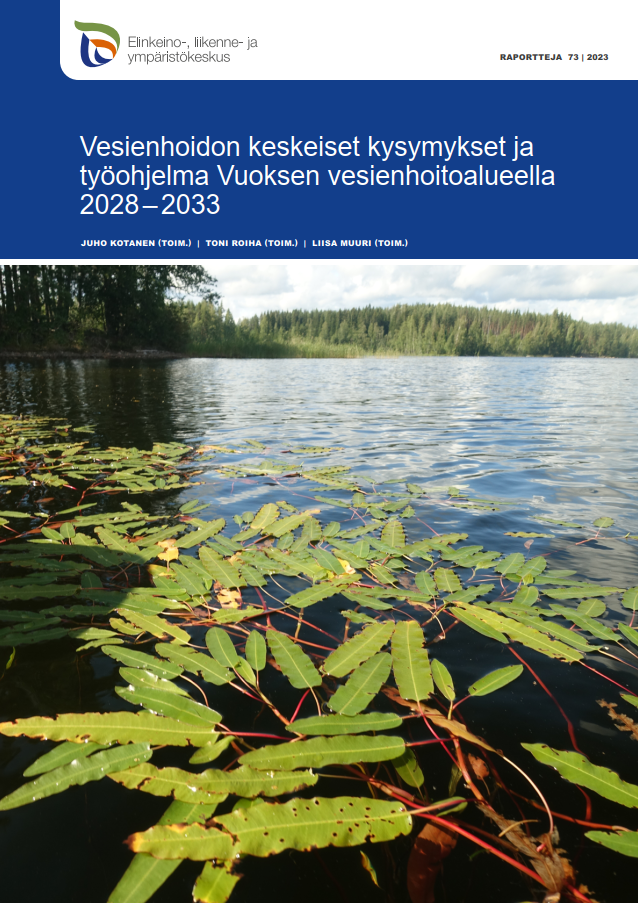 Elinkeino-, liikenne- ja
ympäristökeskus
RAPORTTEJA 73 | 2023
Vesienhoidon keskeiset kysymykset ja
työohjelma Vuoksen vesienhoitoalueella
2028–2033
JUHO KOTANEN (TOIM.) | TONI ROIHA (TOIM.) | LIISA MUURI (TOIM.)